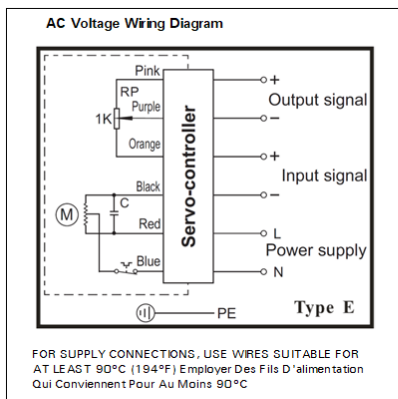 AC Voltage Wiring Diagram
Pink
RP
Purple
1K
Orange
Black
C
M
Red
Blue
Servo-controller
+
Output signal
−
+
Input signal
−
L
Power supply
N
PE
Type E
FOR SUPPLY CONNECTIONS, USE WIRES SUITABLE FOR
AT LEAST 90°C (194°F) Employer Des Fils D'alimentation
Qui Conviennent Pour Au Moins 90°C